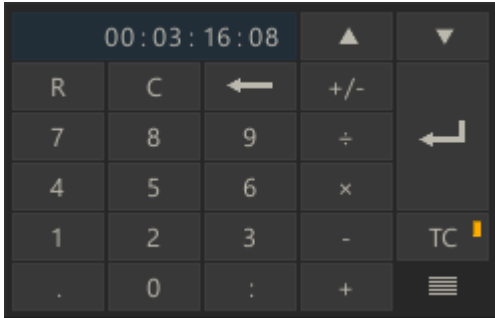 00:03:16:08 ▲ ▼
R C ← +/-
7 8 9 ÷ ↵
4 5 6 ×
1 2 3 - TC
. 0 : +